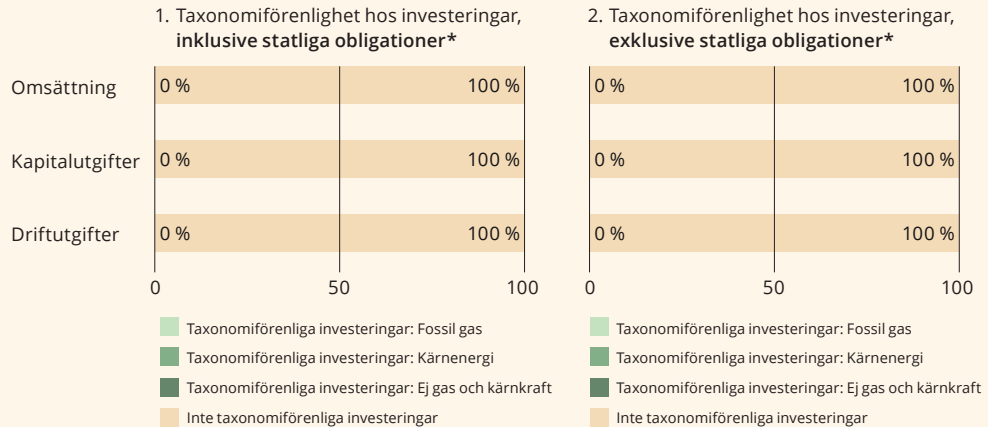 1. Taxonomiförenlighet hos investeringar,
inklusive statliga obligationer*
Omsättning
0 %
100 %
Kapitalutgifter
0 %
100 %
Driftutgifter
0 %
100 %
0
50
100
Taxonomiförenliga investeringar: Fossil gas
Taxonomiförenliga investeringar: Kärnenergi
Taxonomiförenliga investeringar: Ej gas och kärnkraft
Inte taxonomiförenliga investeringar
2. Taxonomiförenlighet hos investeringar,
exklusive statliga obligationer*
0 %
100 %
0 %
100 %
0 %
100 %
0
50
100
Taxonomiförenliga investeringar: Fossil gas
Taxonomiförenliga investeringar: Kärnenergi
Taxonomiförenliga investeringar: Ej gas och kärnkraft
Inte taxonomiförenliga investeringar